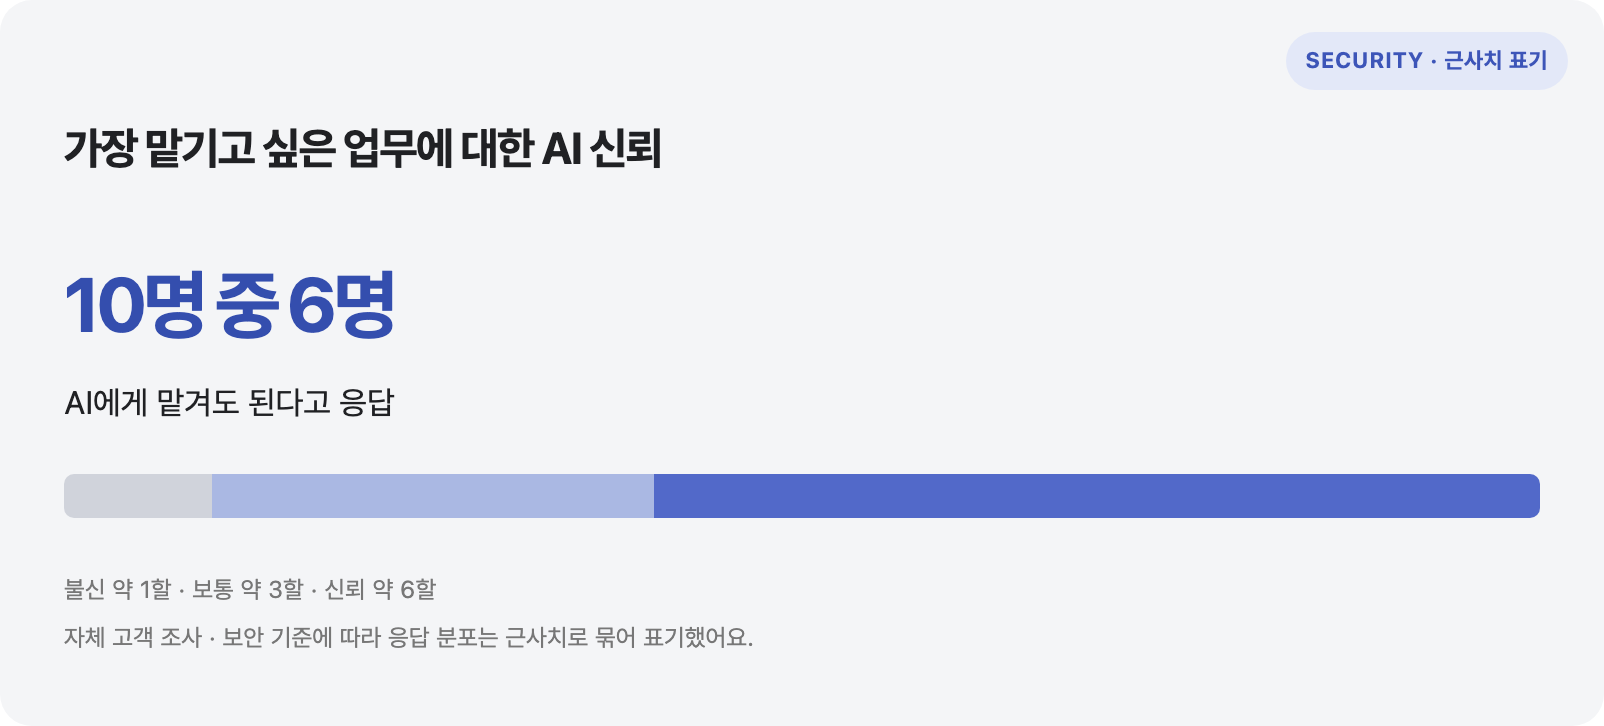 SECURITY · 근사치 표기
가장 맡기고 싶은 업무에 대한 AI 신뢰
10명 중 6명
AI에게 맡겨도 된다고 응답
불신 약 1할 · 보통 약 3할 · 신뢰 약 6할
자체 고객 조사 · 보안 기준에 따라 응답 분포는 근사치로 묶어 표기했어요.